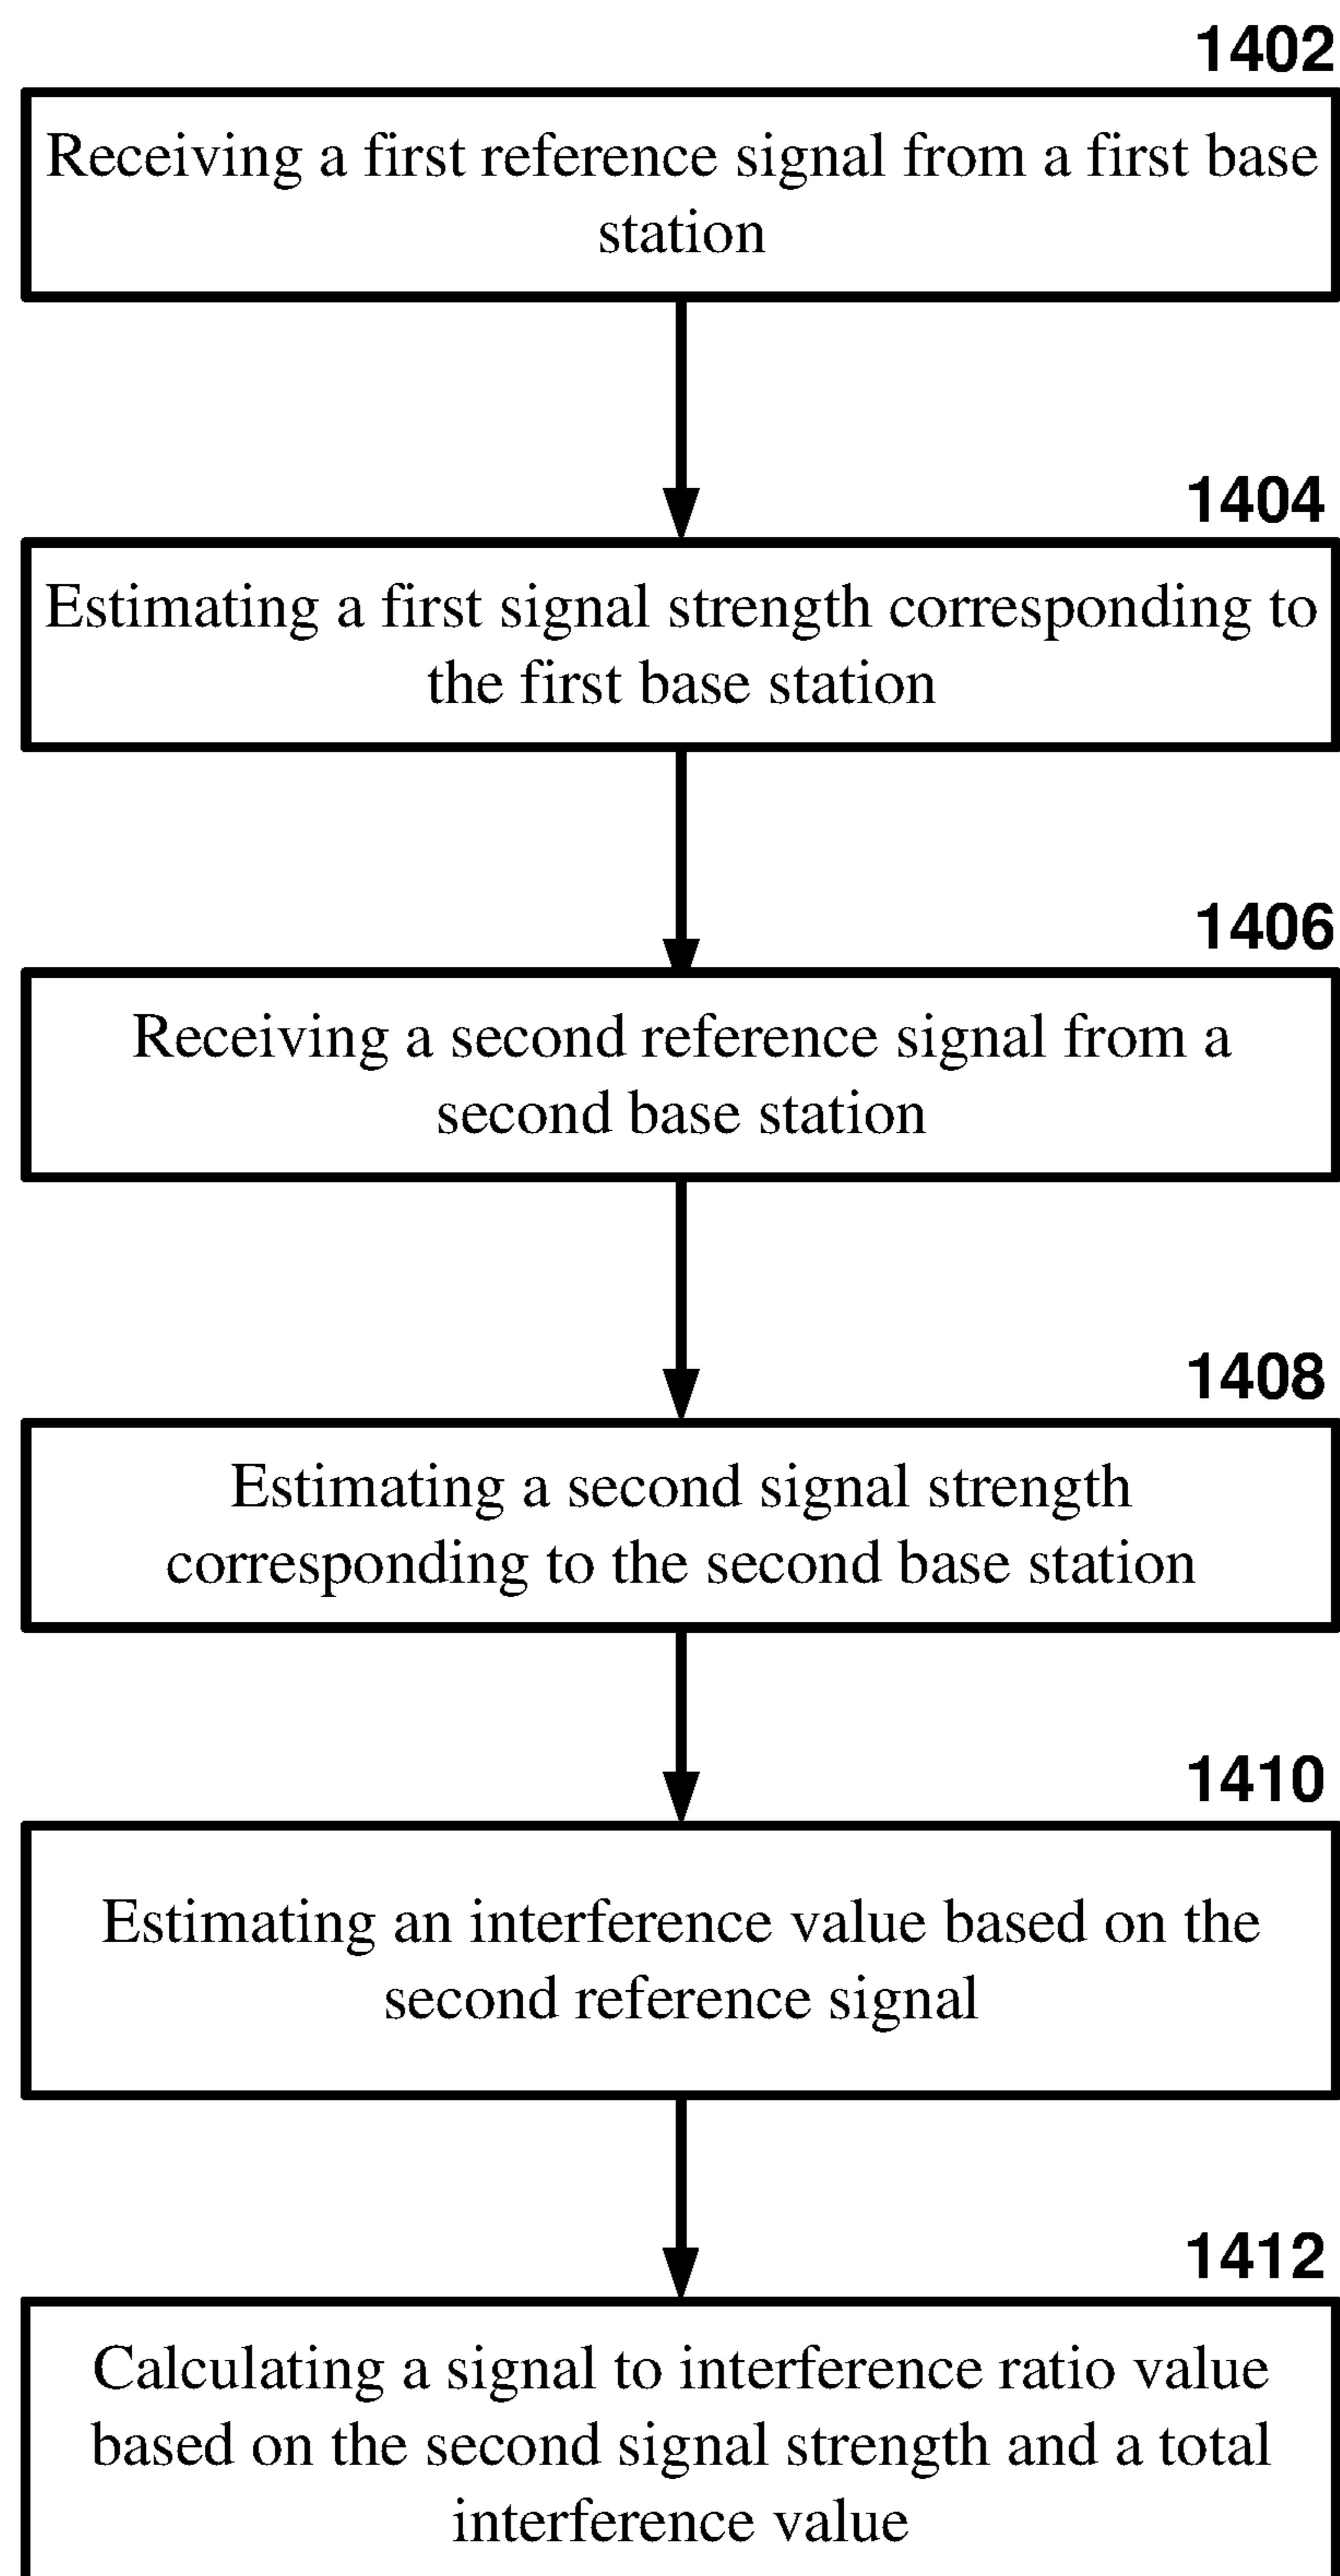 1402
Receiving a first reference signal from a first base
station
1404
Estimating a first signal strength corresponding to
the first base station
1406
Receiving a second reference signal from a
second base station
1408
Estimating a second signal strength
corresponding to the second base station
1410
Estimating an interference value based on the
second reference signal
1412
Calculating a signal to interference ratio value
based on the second signal strength and a total
interference value